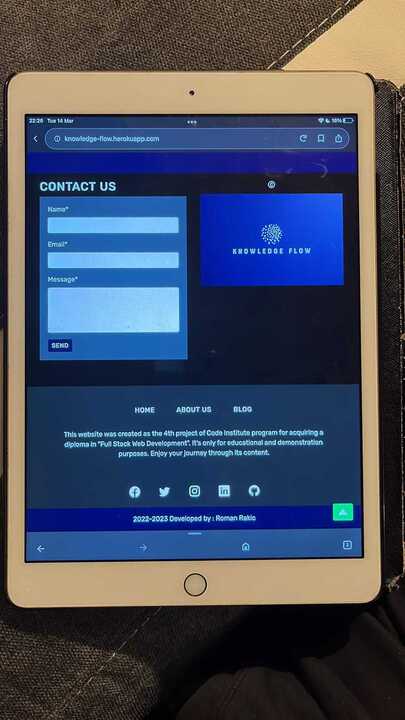 22:26 Tue 14 Mar
16%
knowledge-flow.herokuapp.com
CONTACT US
©
Name*
Email*
Message*
SEND
KNOWLEDGE FLOW
HOME ABOUT US BLOG
This website was created as the 4th project of Code Institute program for acquiring a
diploma in "Full Stack Web Development". It's only for educational and demonstration
purposes. Enjoy your journey through its content.
2022-2023 Developed by : Roman Rakic